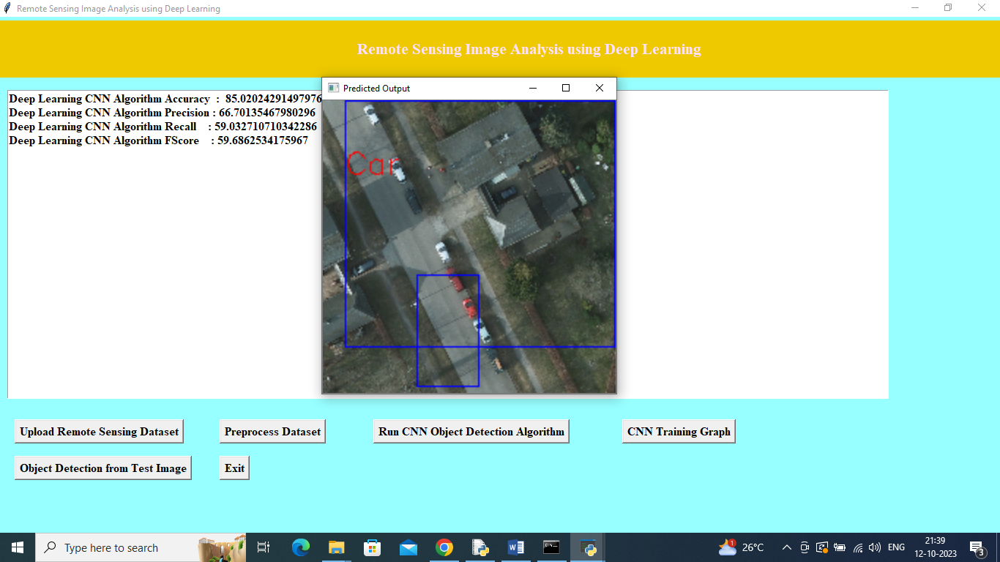 Remote Sensing Image Analysis using Deep Learning
Remote Sensing Image Analysis using Deep Learning
Deep Learning CNN Algorithm Accuracy : 85.02024291497976
Deep Learning CNN Algorithm Precision : 66.70135467980296
Deep Learning CNN Algorithm Recall : 59.032710710342286
Deep Learning CNN Algorithm FScore : 59.6862534175967
Predicted Output
Car
Upload Remote Sensing Dataset
Preprocess Dataset
Run CNN Object Detection Algorithm
CNN Training Graph
Object Detection from Test Image
Exit
Type here to search
1
26°C
ENG
21:39
12-10-2023
3